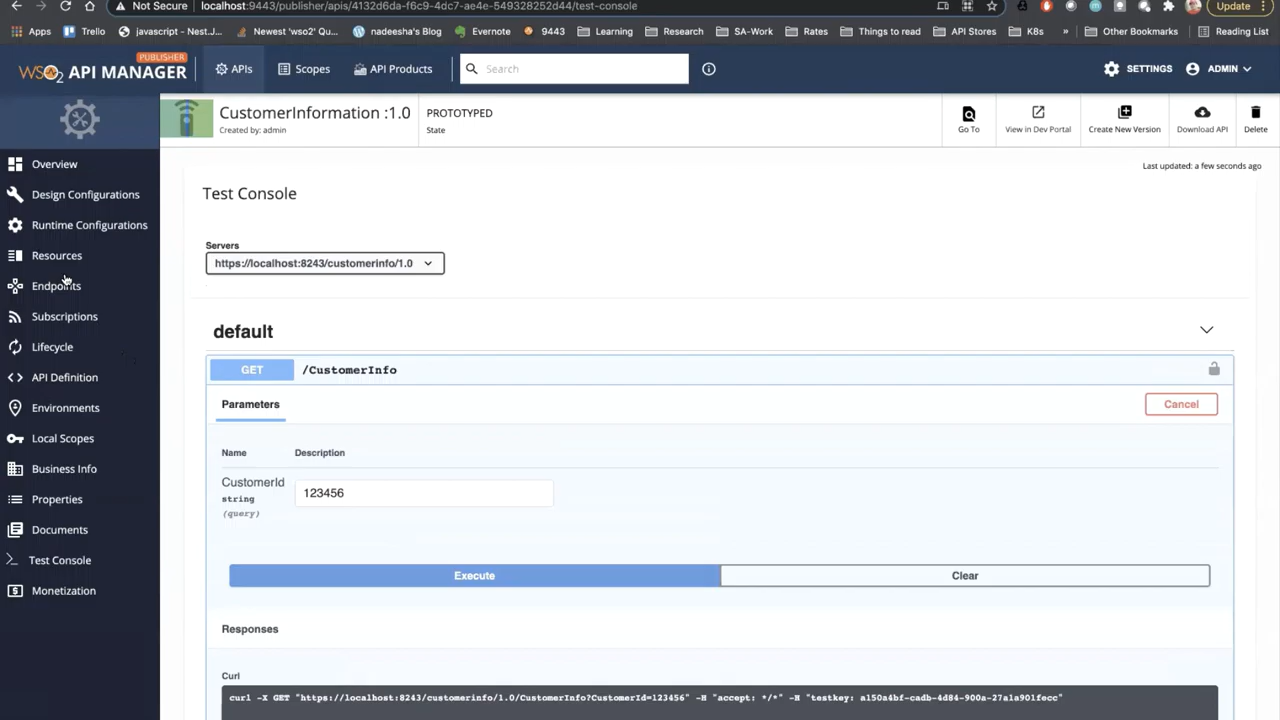 Not Secure localhost:9443/publisher/apis/4132d6da-f6c9-4dc7-ae4e-549328252d44/test-console Update
Apps Trello javascript - Nest.J... Newest 'wso2' Qu... nadeesha's Blog Evernote 9443 Learning Research SA-Work Rates Things to read API Stores K8s » Other Bookmarks Reading List
PUBLISHER
WSO2 API MANAGER APIs Scopes API Products Search SETTINGS ADMIN
CustomerInformation :1.0
Created by: admin
PROTOTYPED
State
Go To View in Dev Portal Create New Version Download API Delete
Last updated: a few seconds ago
Overview
Design Configurations
Runtime Configurations
Resources
Endpoints
Subscriptions
Lifecycle
API Definition
Environments
Local Scopes
Business Info
Properties
Documents
Test Console
Monetization
Test Console
Servers
https://localhost:8243/customerinfo/1.0
default
GET /CustomerInfo
Parameters Cancel
Name Description
CustomerId 123456
string
(query)
Execute Clear
Responses
Curl
curl -X GET "https://localhost:8243/customerinfo/1.0/CustomerInfo?CustomerId=123456" -H "accept: */*" -H "testkey: a150a4bf-cadb-4d84-900a-27a1a901fecc"